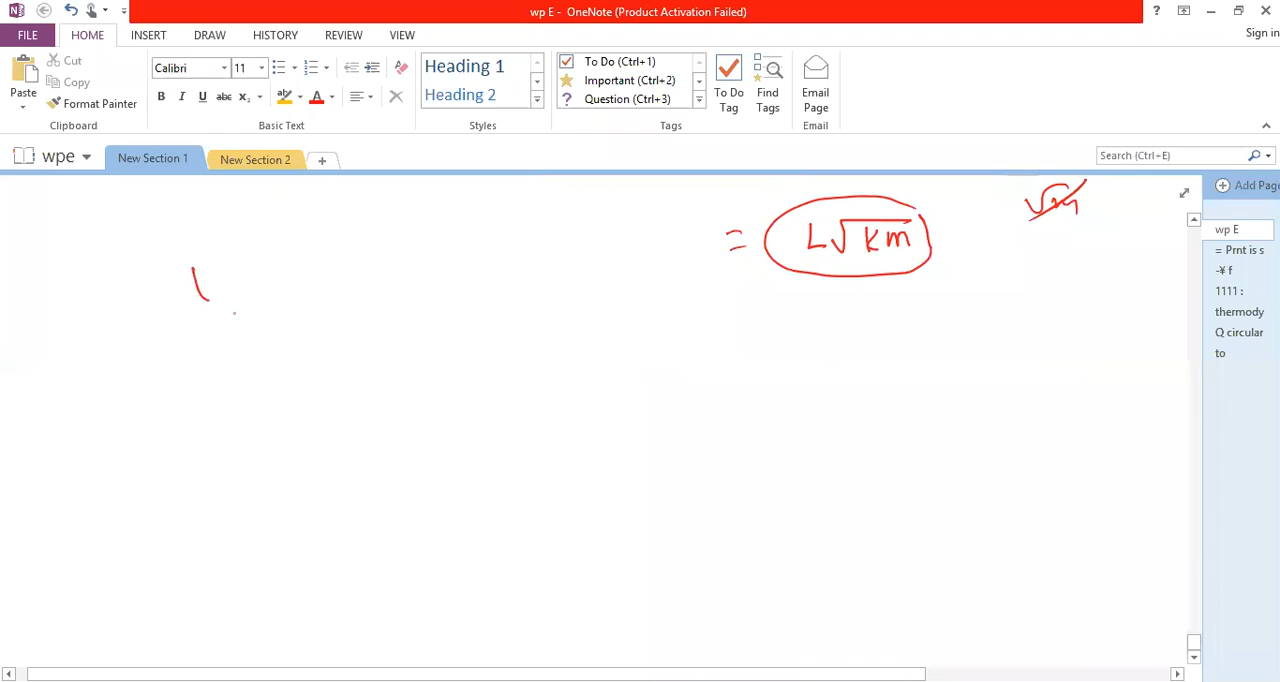 wp E - OneNote (Product Activation Failed)
?
FILE HOME INSERT DRAW HISTORY REVIEW VIEW
Sign in
Paste
Cut
Copy
Format Painter
Clipboard
Calibri 11
B I U abc X₂ ab A
Basic Text
Heading 1
Heading 2
Styles
To Do (Ctrl+1)
Important (Ctrl+2)
? Question (Ctrl+3)
Tags
To Do Tag
Find Tags
Email Page
Email
wpe New Section 1 New Section 2 +
Search (Ctrl+E)
Add Page
= L√km
√m
wp E
= Prnt is s
-¥ f
1111 :
thermody
Q circular
to